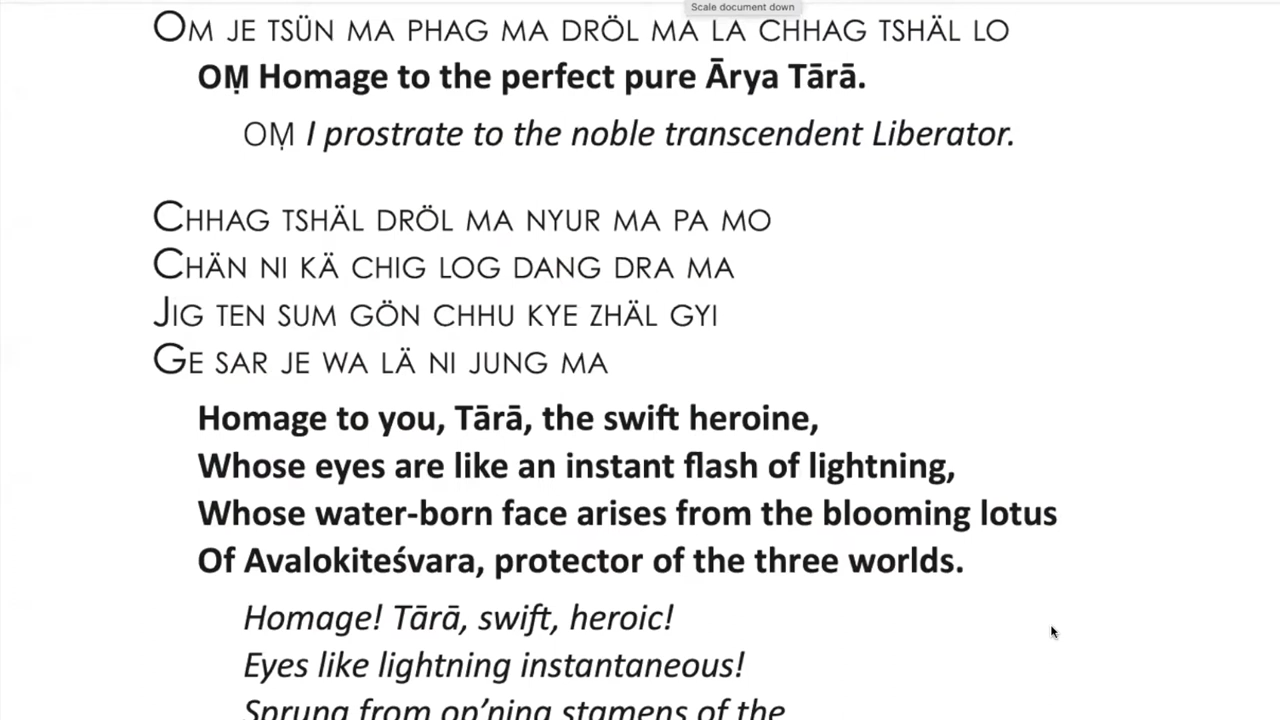 Scale document down
OM JE TSÜN MA PHAG MA DRÖL MA LA CHHAG TSHÄL LO
OṂ Homage to the perfect pure Ārya Tārā.
OṂ I prostrate to the noble transcendent Liberator.
CHHAG TSHÄL DRÖL MA NYUR MA PA MO
CHÄN NI KÄ CHIG LOG DANG DRA MA
JIG TEN SUM GÖN CHHU KYE ZHÄL GYI
GE SAR JE WA LÄ NI JUNG MA
Homage to you, Tārā, the swift heroine,
Whose eyes are like an instant flash of lightning,
Whose water-born face arises from the blooming lotus
Of Avalokiteśvara, protector of the three worlds.
Homage! Tārā, swift, heroic!
Eyes like lightning instantaneous!
Sprung from op’ning stamens of the